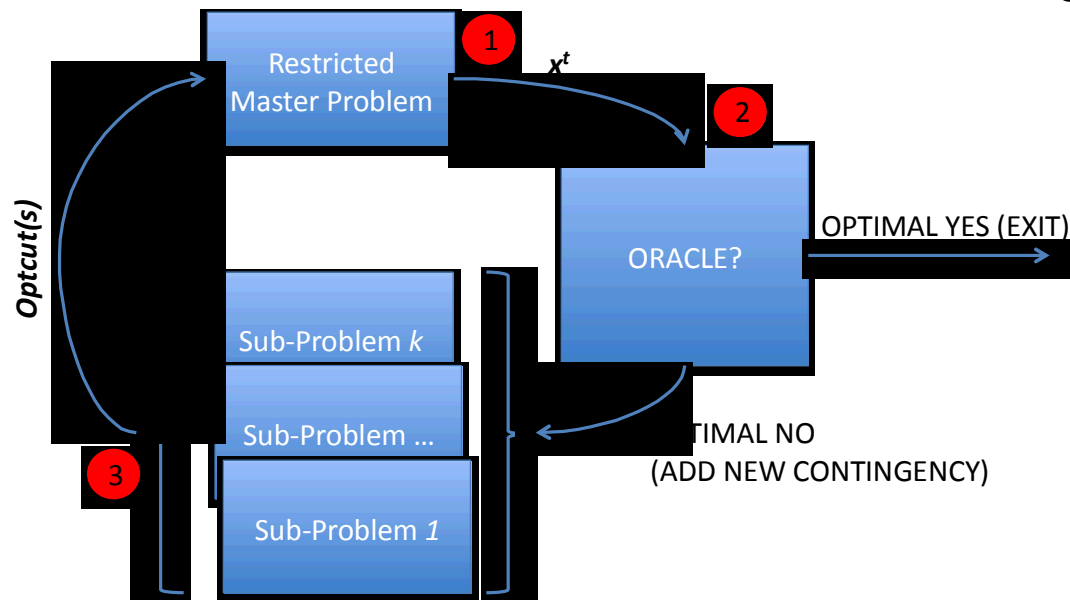 1
Restricted
Master Problem
x^t
2
Optcut(s)
ORACLE?
OPTIMAL YES (EXIT)
Sub-Problem k
Sub-Problem …
TIMAL NO
(ADD NEW CONTINGENCY)
3
Sub-Problem 1